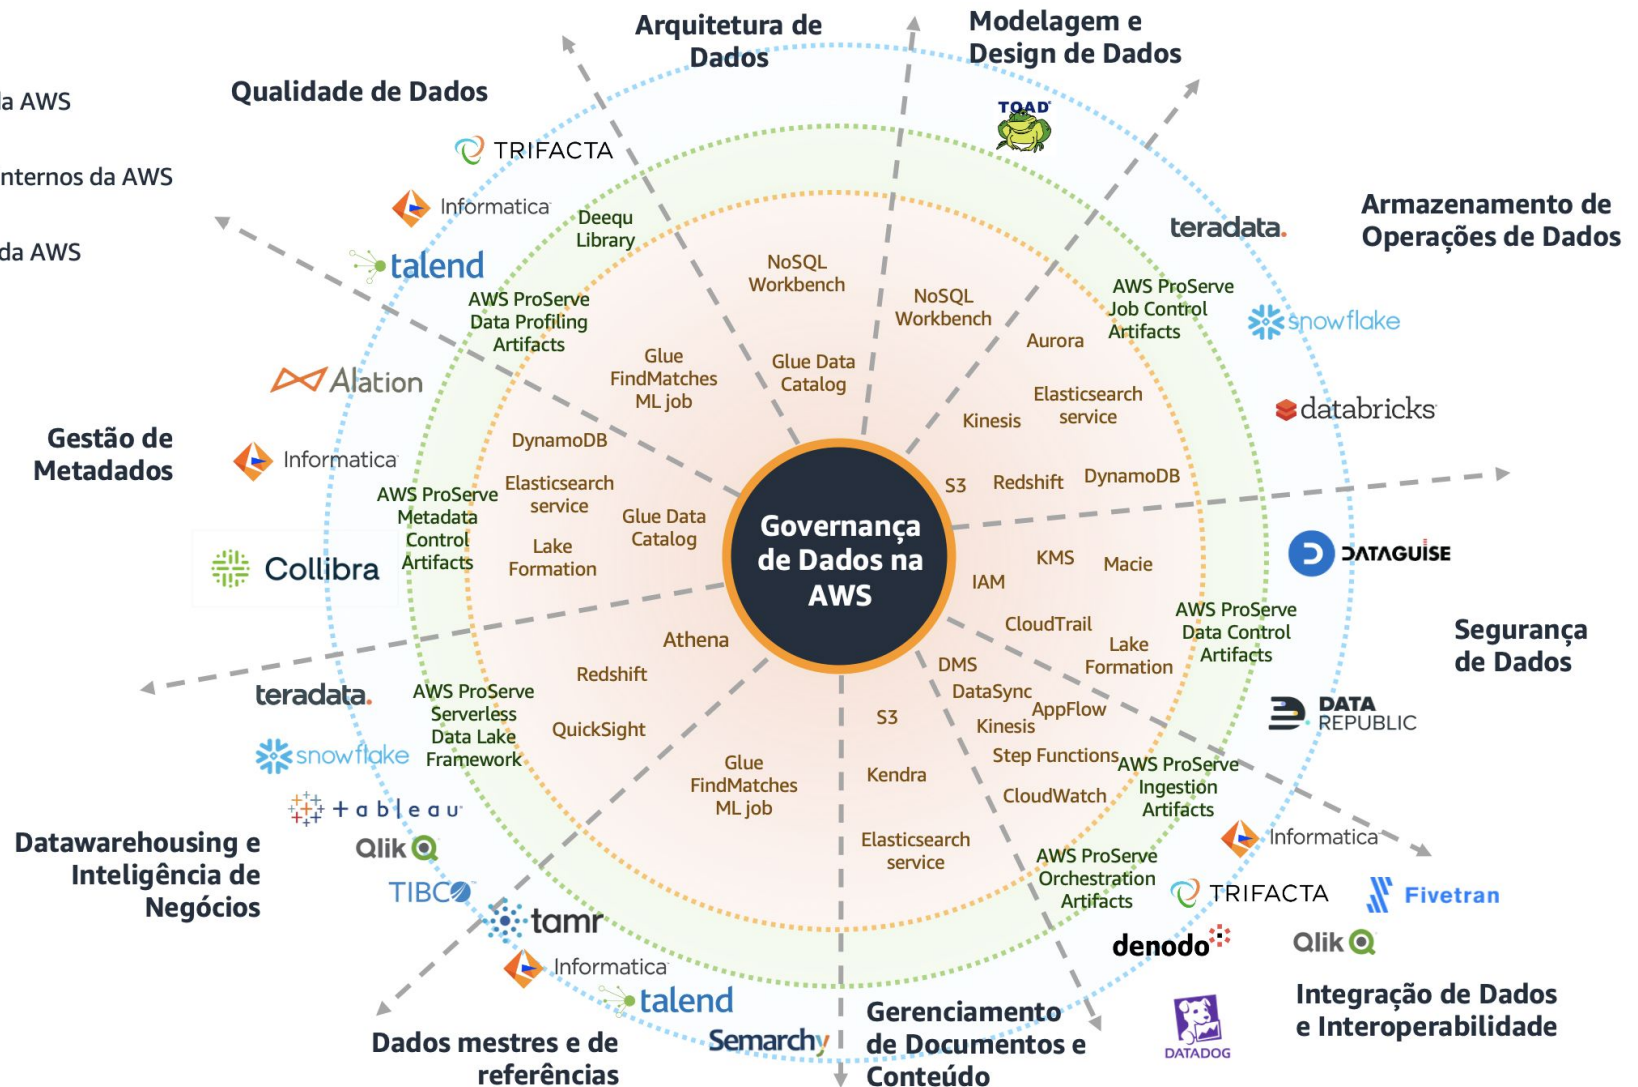 Arquitetura de
Dados
Modelagem e
Design de Dados
Qualidade de Dados
da AWS
nternos da AWS
da AWS
TOAD
TRIFACTA
Informatica
talend
Deequ
Library
AWS ProServe
Data Profiling
Artifacts
NoSQL
Workbench
NoSQL
Workbench
Glue
FindMatches
ML job
Glue Data
Catalog
teradata.
Armazenamento de
Operações de Dados
AWS ProServe
Job Control
Artifacts
snowflake
databricks
Aurora
Elasticsearch
service
Kinesis
S3
Redshift
DynamoDB
Alation
Gestão de
Metadados
Informatica
Collibra
AWS ProServe
Metadata
Control
Artifacts
DynamoDB
Elasticsearch
service
Glue Data
Catalog
Lake
Formation
Governança
de Dados na
AWS
KMS
Macie
IAM
CloudTrail
Lake
Formation
DATAGUISE
AWS ProServe
Data Control
Artifacts
Segurança
de Dados
DATA
REPUBLIC
Athena
Redshift
QuickSight
AWS ProServe
Serverless
Data Lake
Framework
teradata.
snowflake
+ableau
Qlik
TIBCO
Datawarehousing e
Inteligência de
Negócios
Glue
FindMatches
ML job
tamr
Informatica
talend
Semarchy
Dados mestres e de
referências
S3
Kendra
Elasticsearch
service
Gerenciamento
de Documentos e
Conteúdo
DMS
DataSync
AppFlow
Kinesis
Step Functions
CloudWatch
AWS ProServe
Ingestion
Artifacts
AWS ProServe
Orchestration
Artifacts
Informatica
TRIFACTA
Fivetran
denodo
Qlik
DATADOG
Integração de Dados
e Interoperabilidade